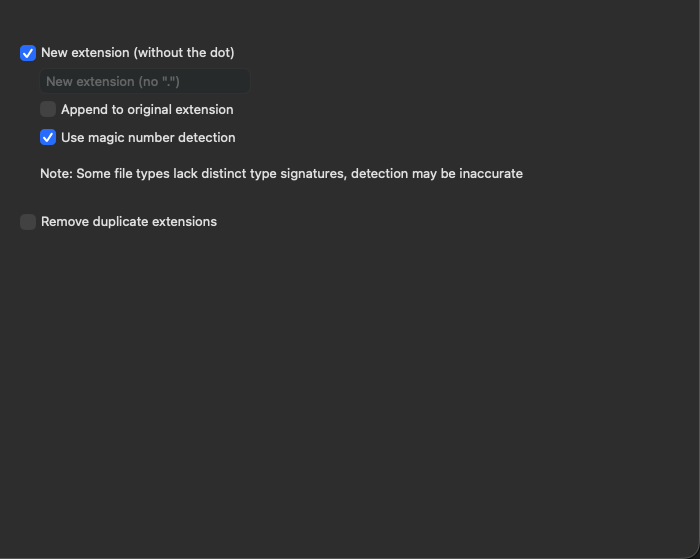 New extension (without the dot)
New extension (no ".")
Append to original extension
Use magic number detection
Note: Some file types lack distinct type signatures, detection may be inaccurate
Remove duplicate extensions